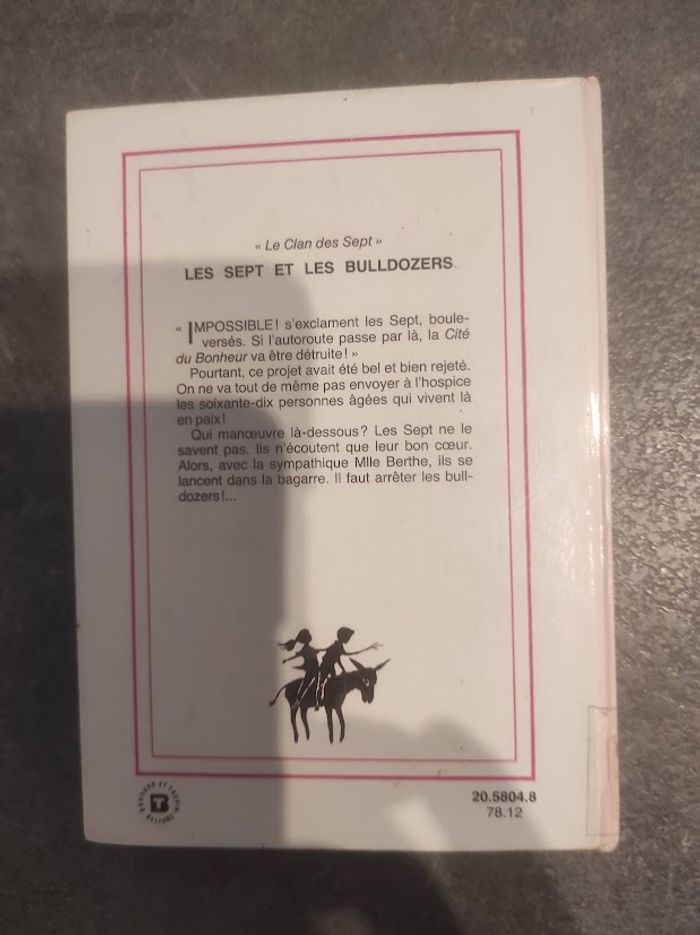 « Le Clan des Sept »
LES SEPT ET LES BULLDOZERS
« IMPOSSIBLE! s'exclament les Sept, boule-
versés. Si l'autoroute passe par là, la Cité
du Bonheur va être détruite! »
Pourtant, ce projet avait été bel et bien rejeté.
On ne va tout de même pas envoyer à l'hospice
les soixante-dix personnes âgées qui vivent là
en paix!
Qui manœuvre là-dessous? Les Sept ne le
savent pas. Ils n'écoutent que leur bon cœur.
Alors, avec la sympathique Mlle Berthe, ils se
lancent dans la bagarre. Il faut arrêter les bull-
dozers!...
BT
20.5804.8
78.12